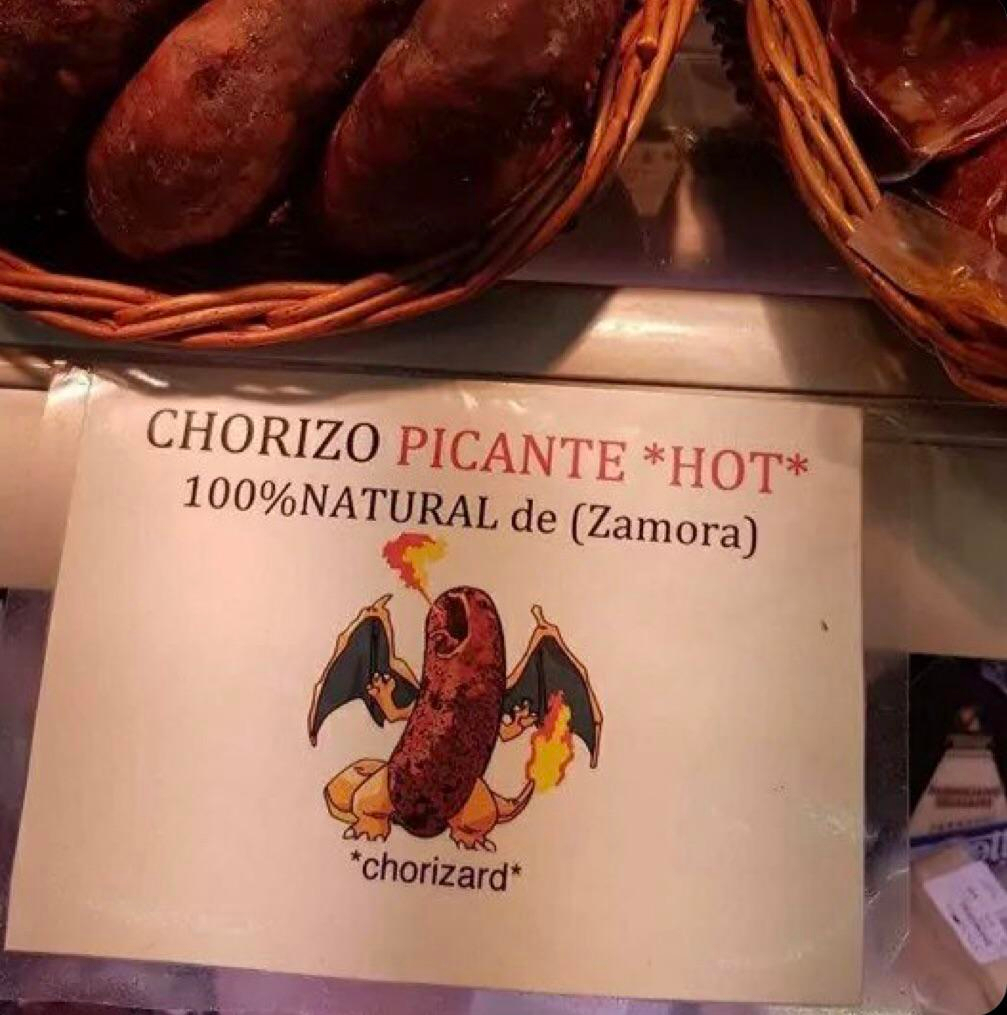 CHORIZO PICANTE *HOT*
100%NATURAL de (Zamora)
*chorizard*